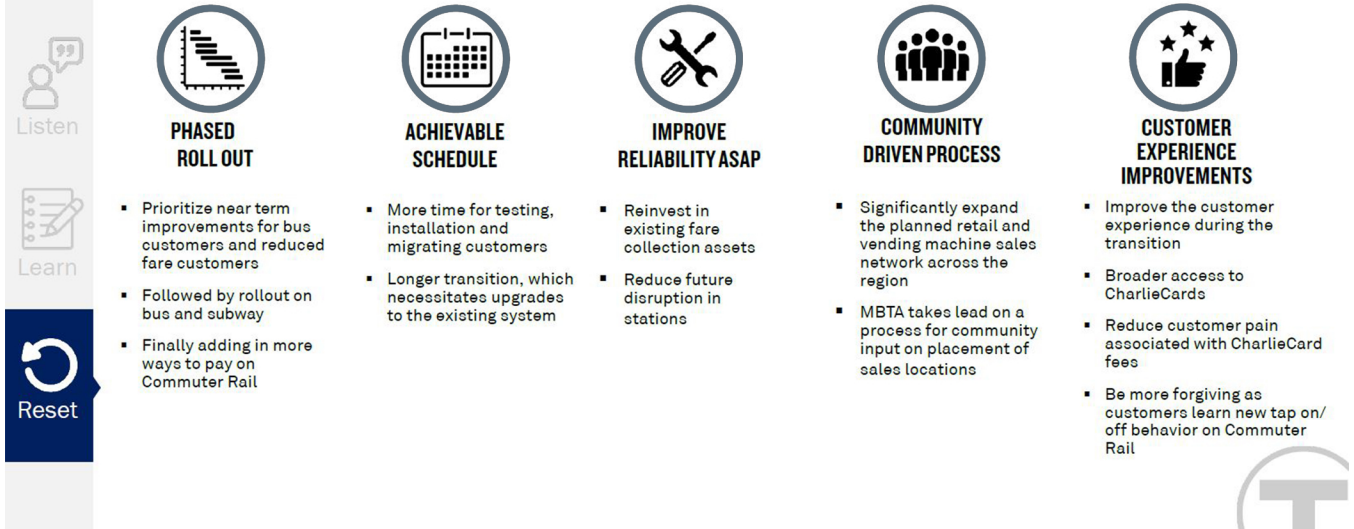 Listen
Learn
Reset
PHASED
ROLL OUT
▪ Prioritize near term
improvements for bus
customers and reduced
fare customers
▪ Followed by rollout on
bus and subway
▪ Finally adding in more
ways to pay on
Commuter Rail
ACHIEVABLE
SCHEDULE
▪ More time for testing,
installation and
migrating customers
▪ Longer transition, which
necessitates upgrades
to the existing system
IMPROVE
RELIABILITY ASAP
▪ Reinvest in
existing fare
collection assets
▪ Reduce future
disruption in
stations
COMMUNITY
DRIVEN PROCESS
▪ Significantly expand
the planned retail and
vending machine sales
network across the
region
▪ MBTA takes lead on a
process for community
input on placement of
sales locations
CUSTOMER
EXPERIENCE
IMPROVEMENTS
▪ Improve the customer
experience during the
transition
▪ Broader access to
CharlieCards
▪ Reduce customer pain
associated with CharlieCard
fees
▪ Be more forgiving as
customers learn new tap on/
off behavior on Commuter
Rail
T